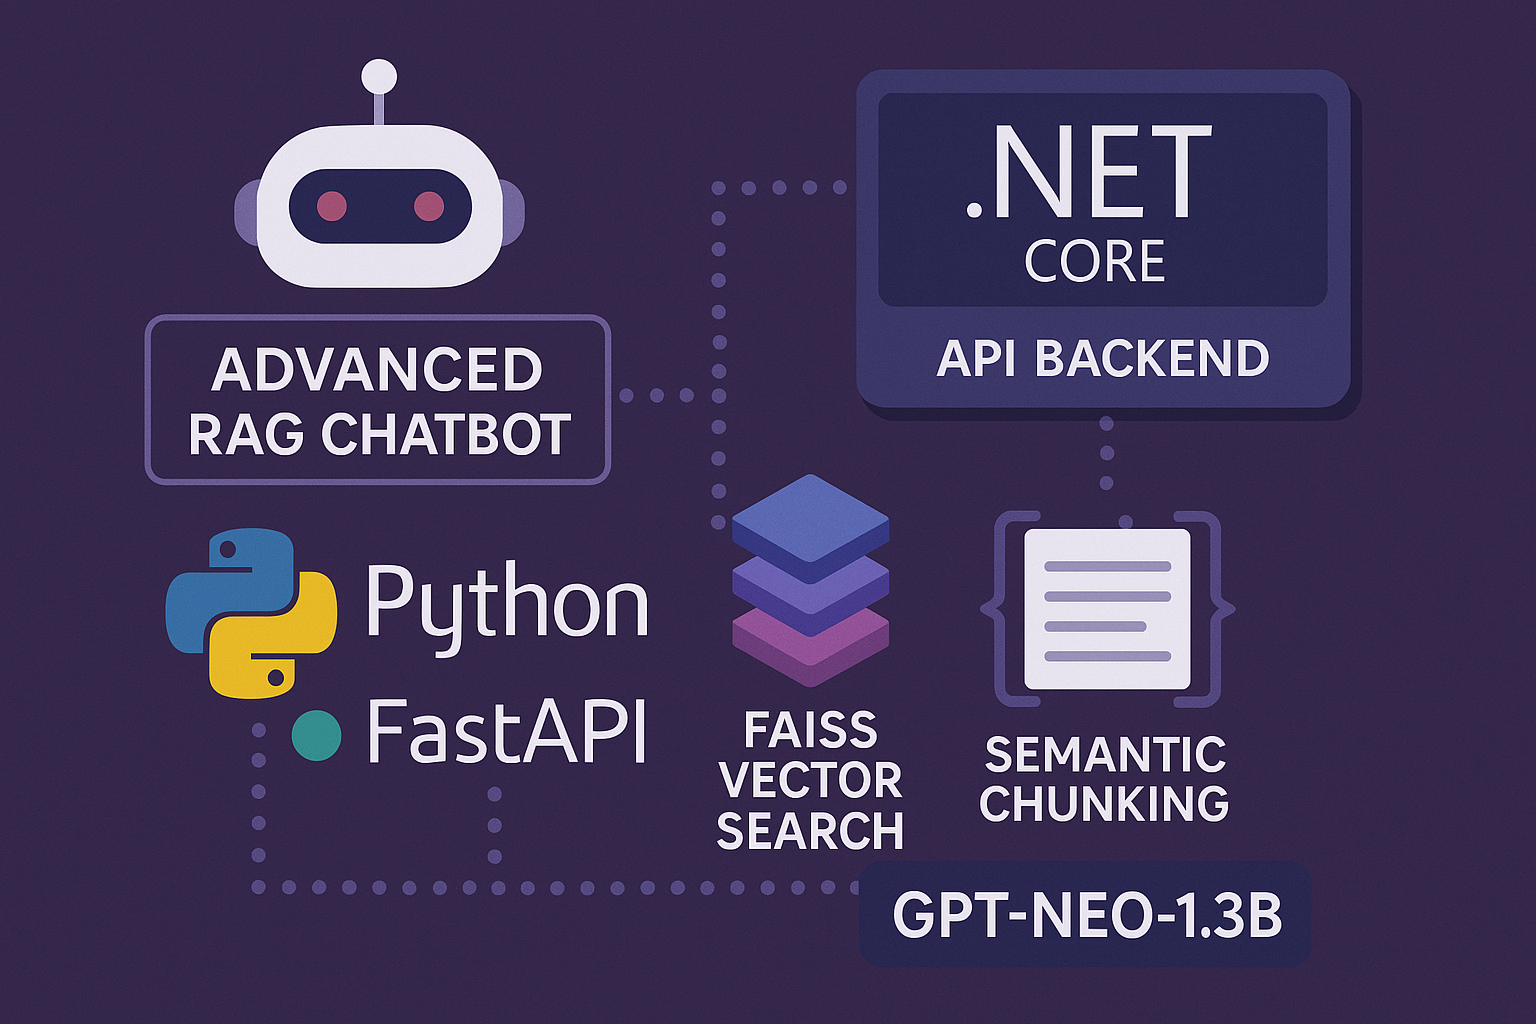 ADVANCED
RAG CHATBOT
.NET
CORE
API BACKEND
Python
FastAPI
FAISS
VECTOR
SEARCH
SEMANTIC
CHUNKING
GPT-NEO-1.3B